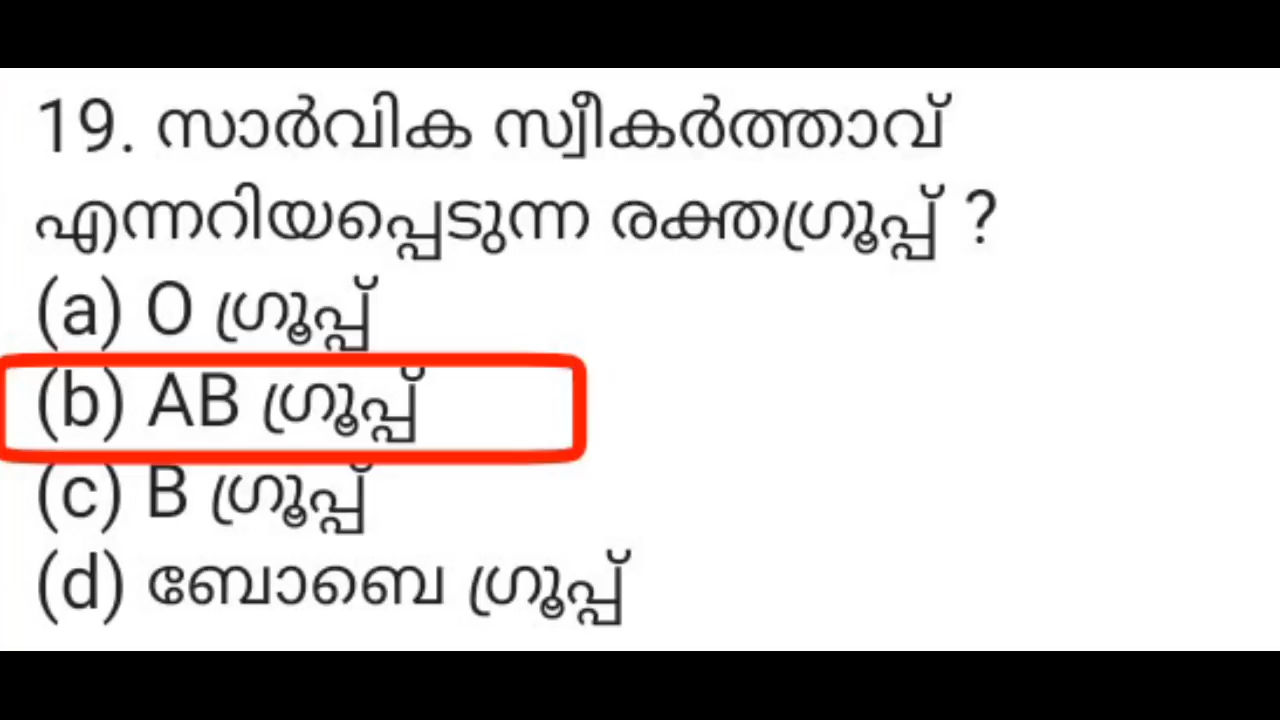 19. സാർവിക സ്വീകർത്താവ്
എന്നറിയപ്പെടുന്ന രക്തഗ്രൂപ്പ് ?
(a) O ഗ്രൂപ്പ്
(b) AB ഗ്രൂപ്പ്
(c) B ഗ്രൂപ്പ്
(d) ബോബെ ഗ്രൂപ്പ്